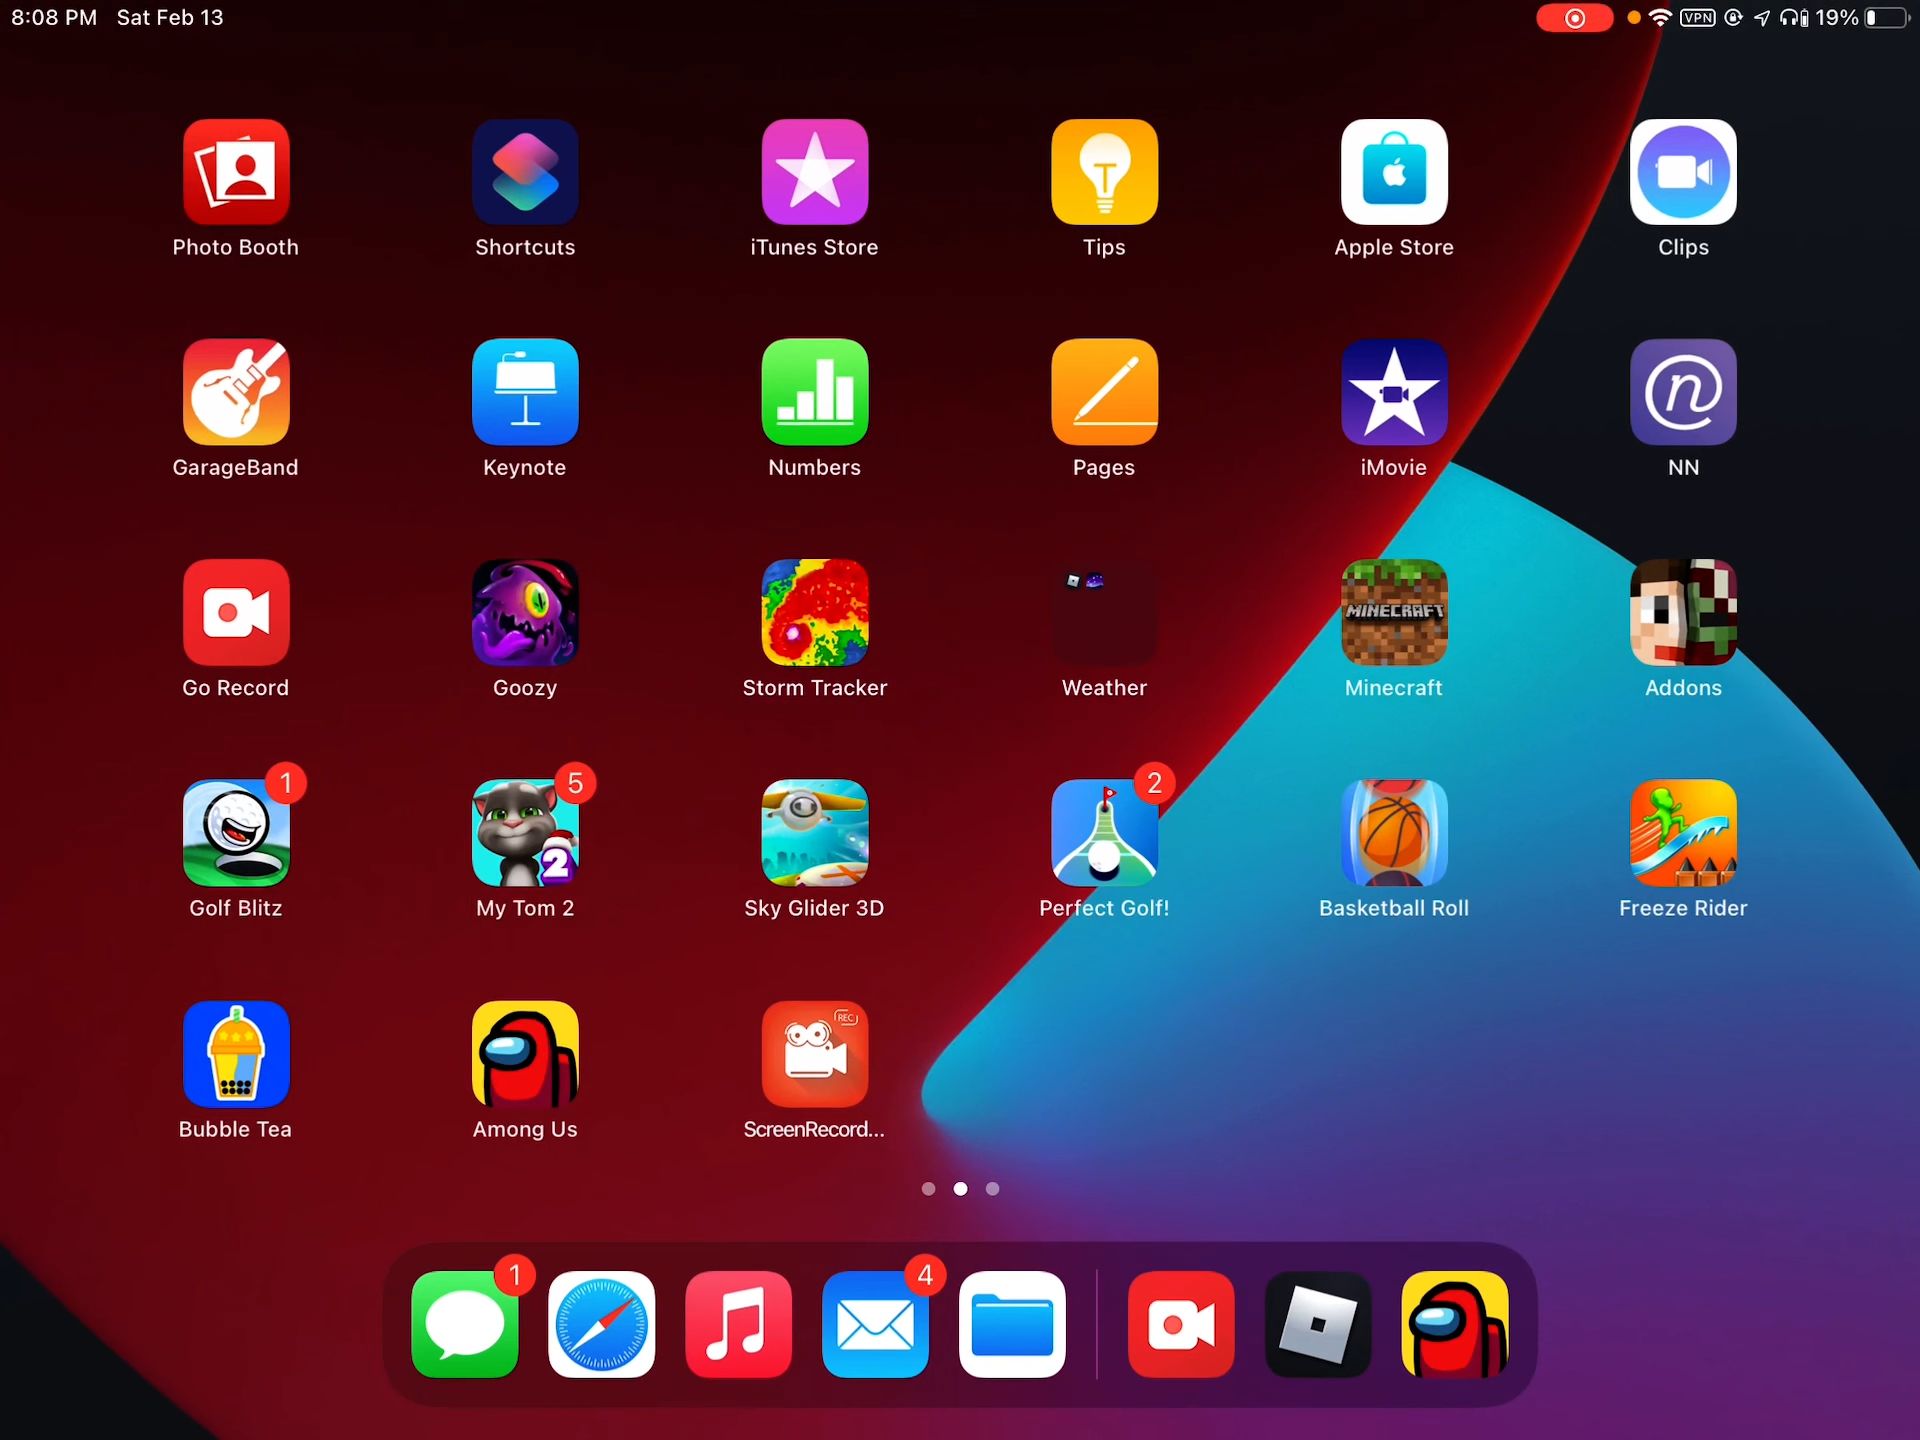 8:08 PM Sat Feb 13
VPN 19%
Photo Booth
Shortcuts
iTunes Store
Tips
Apple Store
Clips
GarageBand
Keynote
Numbers
Pages
iMovie
n
NN
MINECRAFT
Go Record
Goozy
Storm Tracker
Weather
Minecraft
Addons
1
5
2
2
Golf Blitz
My Tom 2
Sky Glider 3D
Perfect Golf!
Basketball Roll
Freeze Rider
REC
Bubble Tea
Among Us
ScreenRecord...
1
4